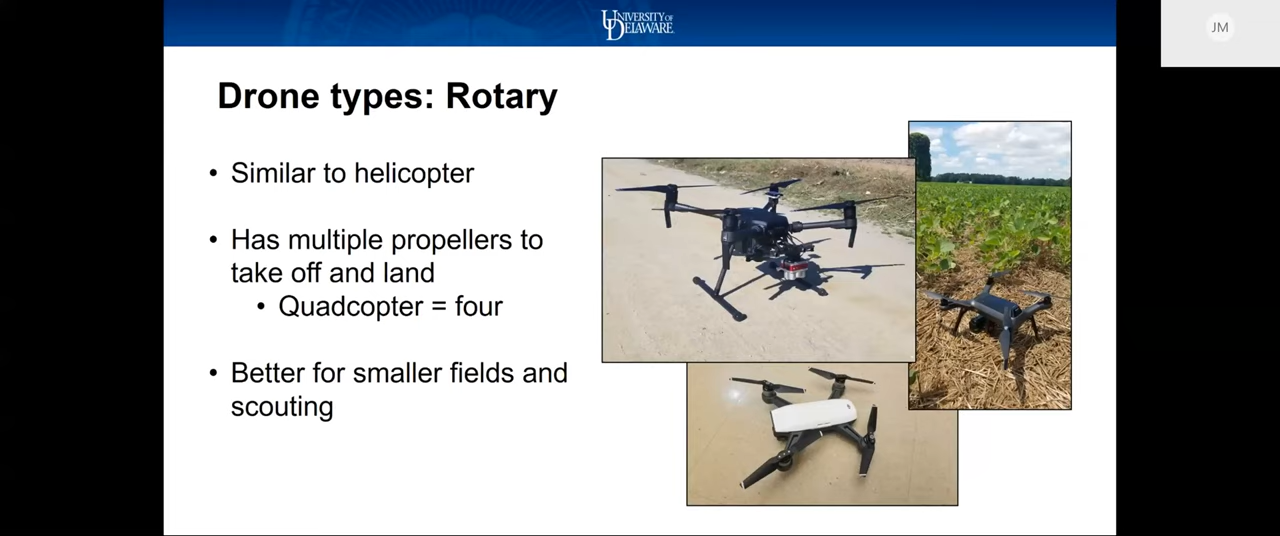 UNIVERSITY OF
DELAWARE
JM
Drone types: Rotary
• Similar to helicopter
• Has multiple propellers to
take off and land
• Quadcopter = four
• Better for smaller fields and
scouting